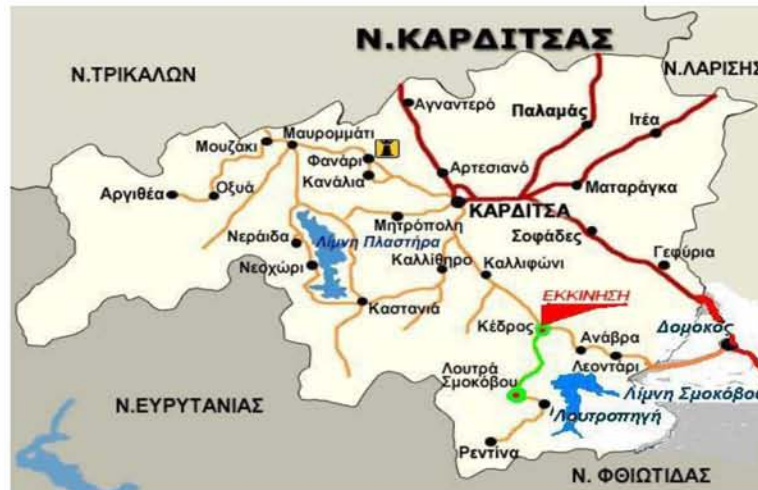 Ν.ΚΑΡΔΙΤΣΑΣ
Ν.ΤΡΙΚΑΛΩΝ
Ν.ΛΑΡΙΣΗΣ
Αγναντερό
Παλαμάς
Ιτέα
Μαυρομμάτι
Μουζάκι
Φανάρι
Αρτεσιανό
Κανάλια
Ματαράγκα
Αργιθέα
Οξυά
ΚΑΡΔΙΤΣΑ
Μητρόπολη
Σοφάδες
Νεράιδα
Λίμνη Πλαστήρα
Καλλίθηρο
Καλλιφώνι
Γεφύρια
Νεοχώρι
ΕΚΚΙΝΗΣΗ
Καστανιά
Κέδρος
Δομοκος
Ανάβρα
Λεοντάρι
Λουτρά
Σμοκόβου
Λίμνη Σμοκόβου
Ν.ΕΥΡΥΤΑΝΙΑΣ
Λουτροπηγή
Ρεντίνα
Ν. ΦΘΙΩΤΙΔΑΣ